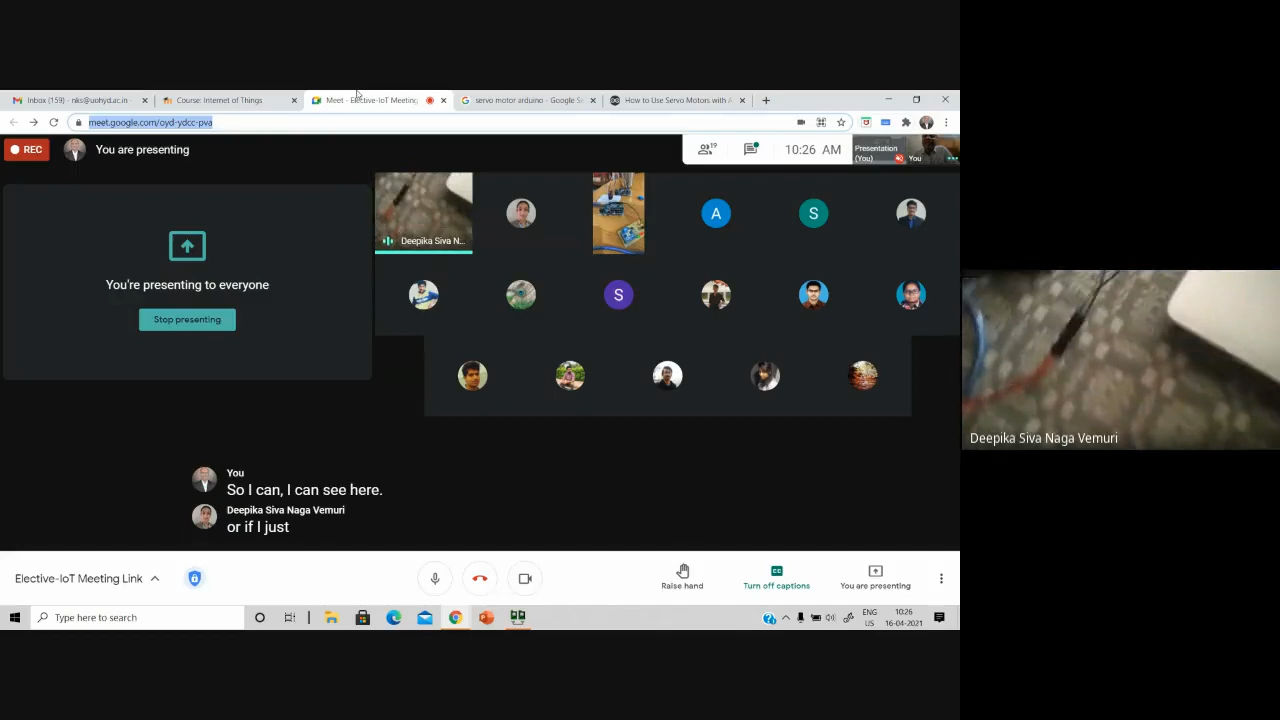 Inbox (159) - nks@uohyd.ac.in -
Course: Internet of Things
Meet - Elective-IoT Meeting
servo motor arduino - Google Se
How to Use Servo Motors with A
meet.google.com/oyd-ydcc-pva
REC
You are presenting
19
10:26 AM
Presentation
(You)
You
Deepika Siva N...
A
S
You're presenting to everyone
Stop presenting
S
You
So I can, I can see here.
Deepika Siva Naga Vemuri
or if I just
Deepika Siva Naga Vemuri
Elective-IoT Meeting Link
Raise hand
CC
Turn off captions
You are presenting
Type here to search
ENG
US
10:26
16-04-2021